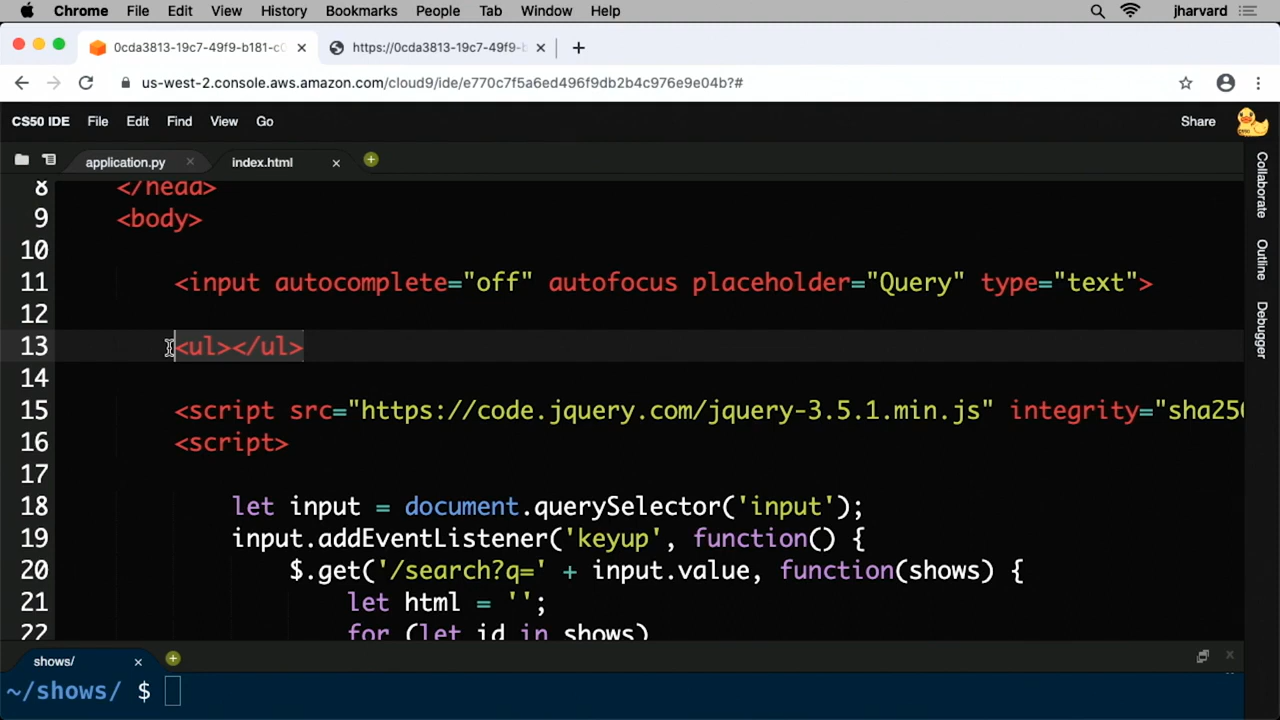 Chrome File Edit View History Bookmarks People Tab Window Help jharvard
0cda3813-19c7-49f9-b181-c0 https://0cda3813-19c7-49f9-b
us-west-2.console.aws.amazon.com/cloud9/ide/e770c7f5a6ed496f9db2b4c976e9e04b?#
CS50 IDE File Edit Find View Go Share
application.py index.html
8 </head>
9 <body>
10
11 <input autocomplete="off" autofocus placeholder="Query" type="text">
12
13 <ul></ul>
14
15 <script src="https://code.jquery.com/jquery-3.5.1.min.js" integrity="sha256
16 <script>
17
18 let input = document.querySelector('input');
19 input.addEventListener('keyup', function() {
20 $.get('/search?q=' + input.value, function(shows) {
21 let html = '';
22 for (let id in shows)
Collaborate
Outline
Debugger
shows/
~/shows/ $